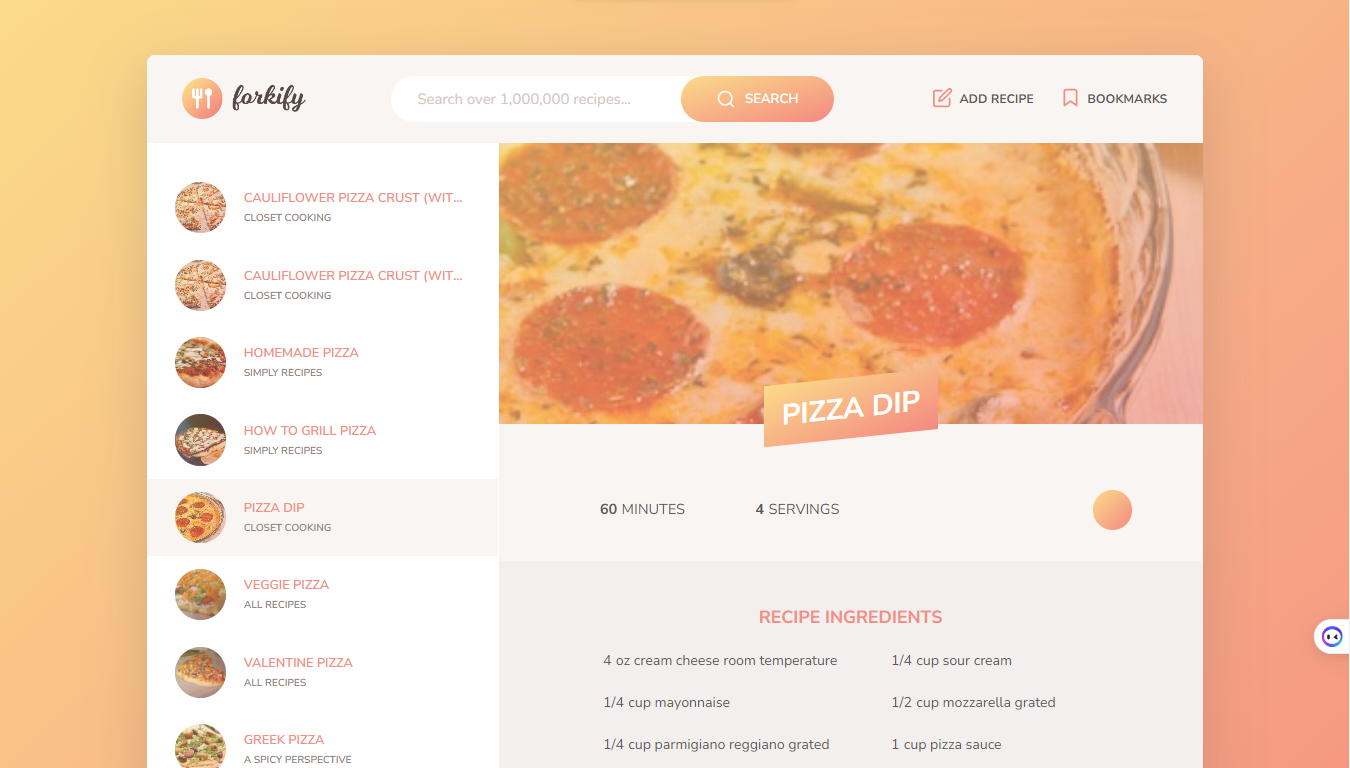 forkify
Search over 1,000,000 recipes...
SEARCH
ADD RECIPE
BOOKMARKS
CAULIFLOWER PIZZA CRUST (WIT...
CLOSET COOKING
CAULIFLOWER PIZZA CRUST (WIT...
CLOSET COOKING
HOMEMADE PIZZA
SIMPLY RECIPES
HOW TO GRILL PIZZA
SIMPLY RECIPES
PIZZA DIP
CLOSET COOKING
VEGGIE PIZZA
ALL RECIPES
VALENTINE PIZZA
ALL RECIPES
GREEK PIZZA
A SPICY PERSPECTIVE
PIZZA DIP
60 MINUTES
4 SERVINGS
RECIPE INGREDIENTS
4 oz cream cheese room temperature
1/4 cup sour cream
1/4 cup mayonnaise
1/2 cup mozzarella grated
1/4 cup parmigiano reggiano grated
1 cup pizza sauce